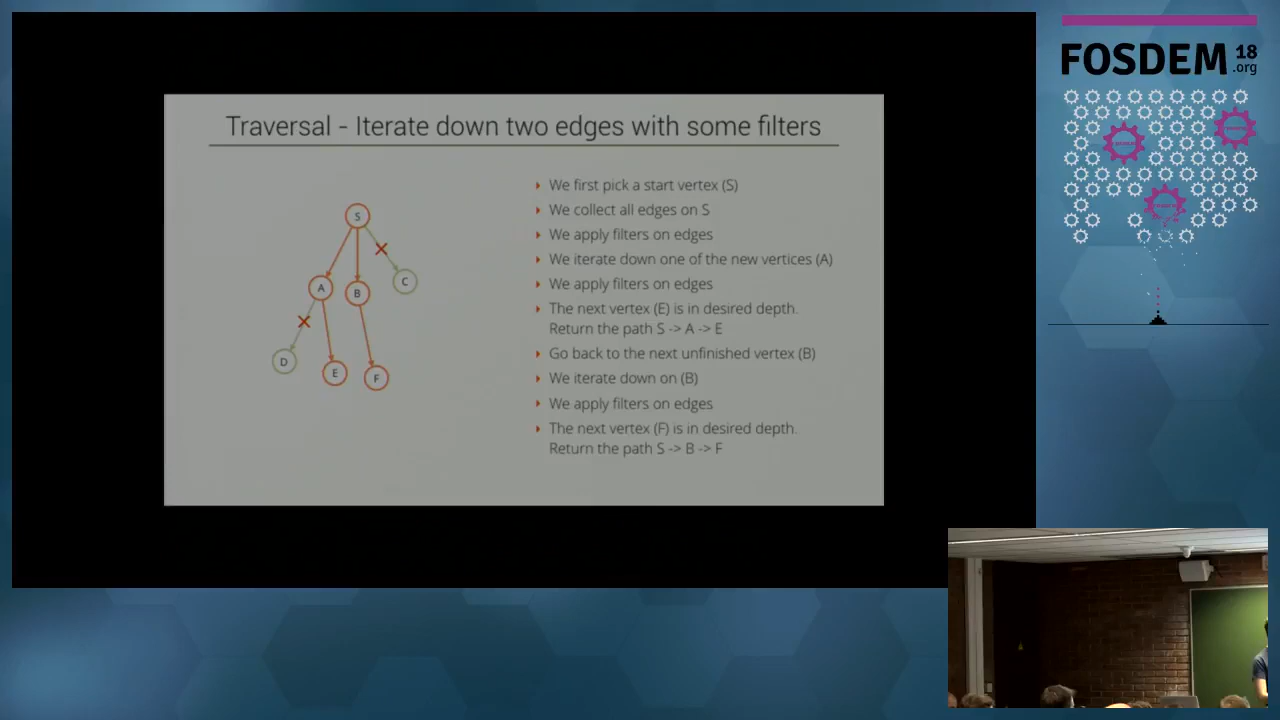 FOSDEM 18
.org
Traversal - Iterate down two edges with some filters
We first pick a start vertex (S)
We collect all edges on S
We apply filters on edges
We iterate down one of the new vertices (A)
We apply filters on edges
The next vertex (E) is in desired depth.
Return the path S -> A -> E
Go back to the next unfinished vertex (B)
We iterate down on (B)
We apply filters on edges
The next vertex (F) is in desired depth.
Return the path S -> B -> F
S
A
B
C
D
E
F